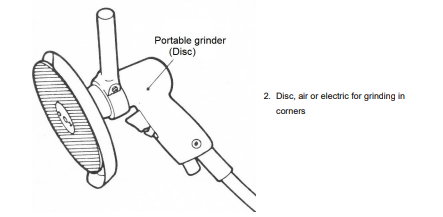 Portable grinder
(Disc)
2. Disc, air or electric for grinding in
corners